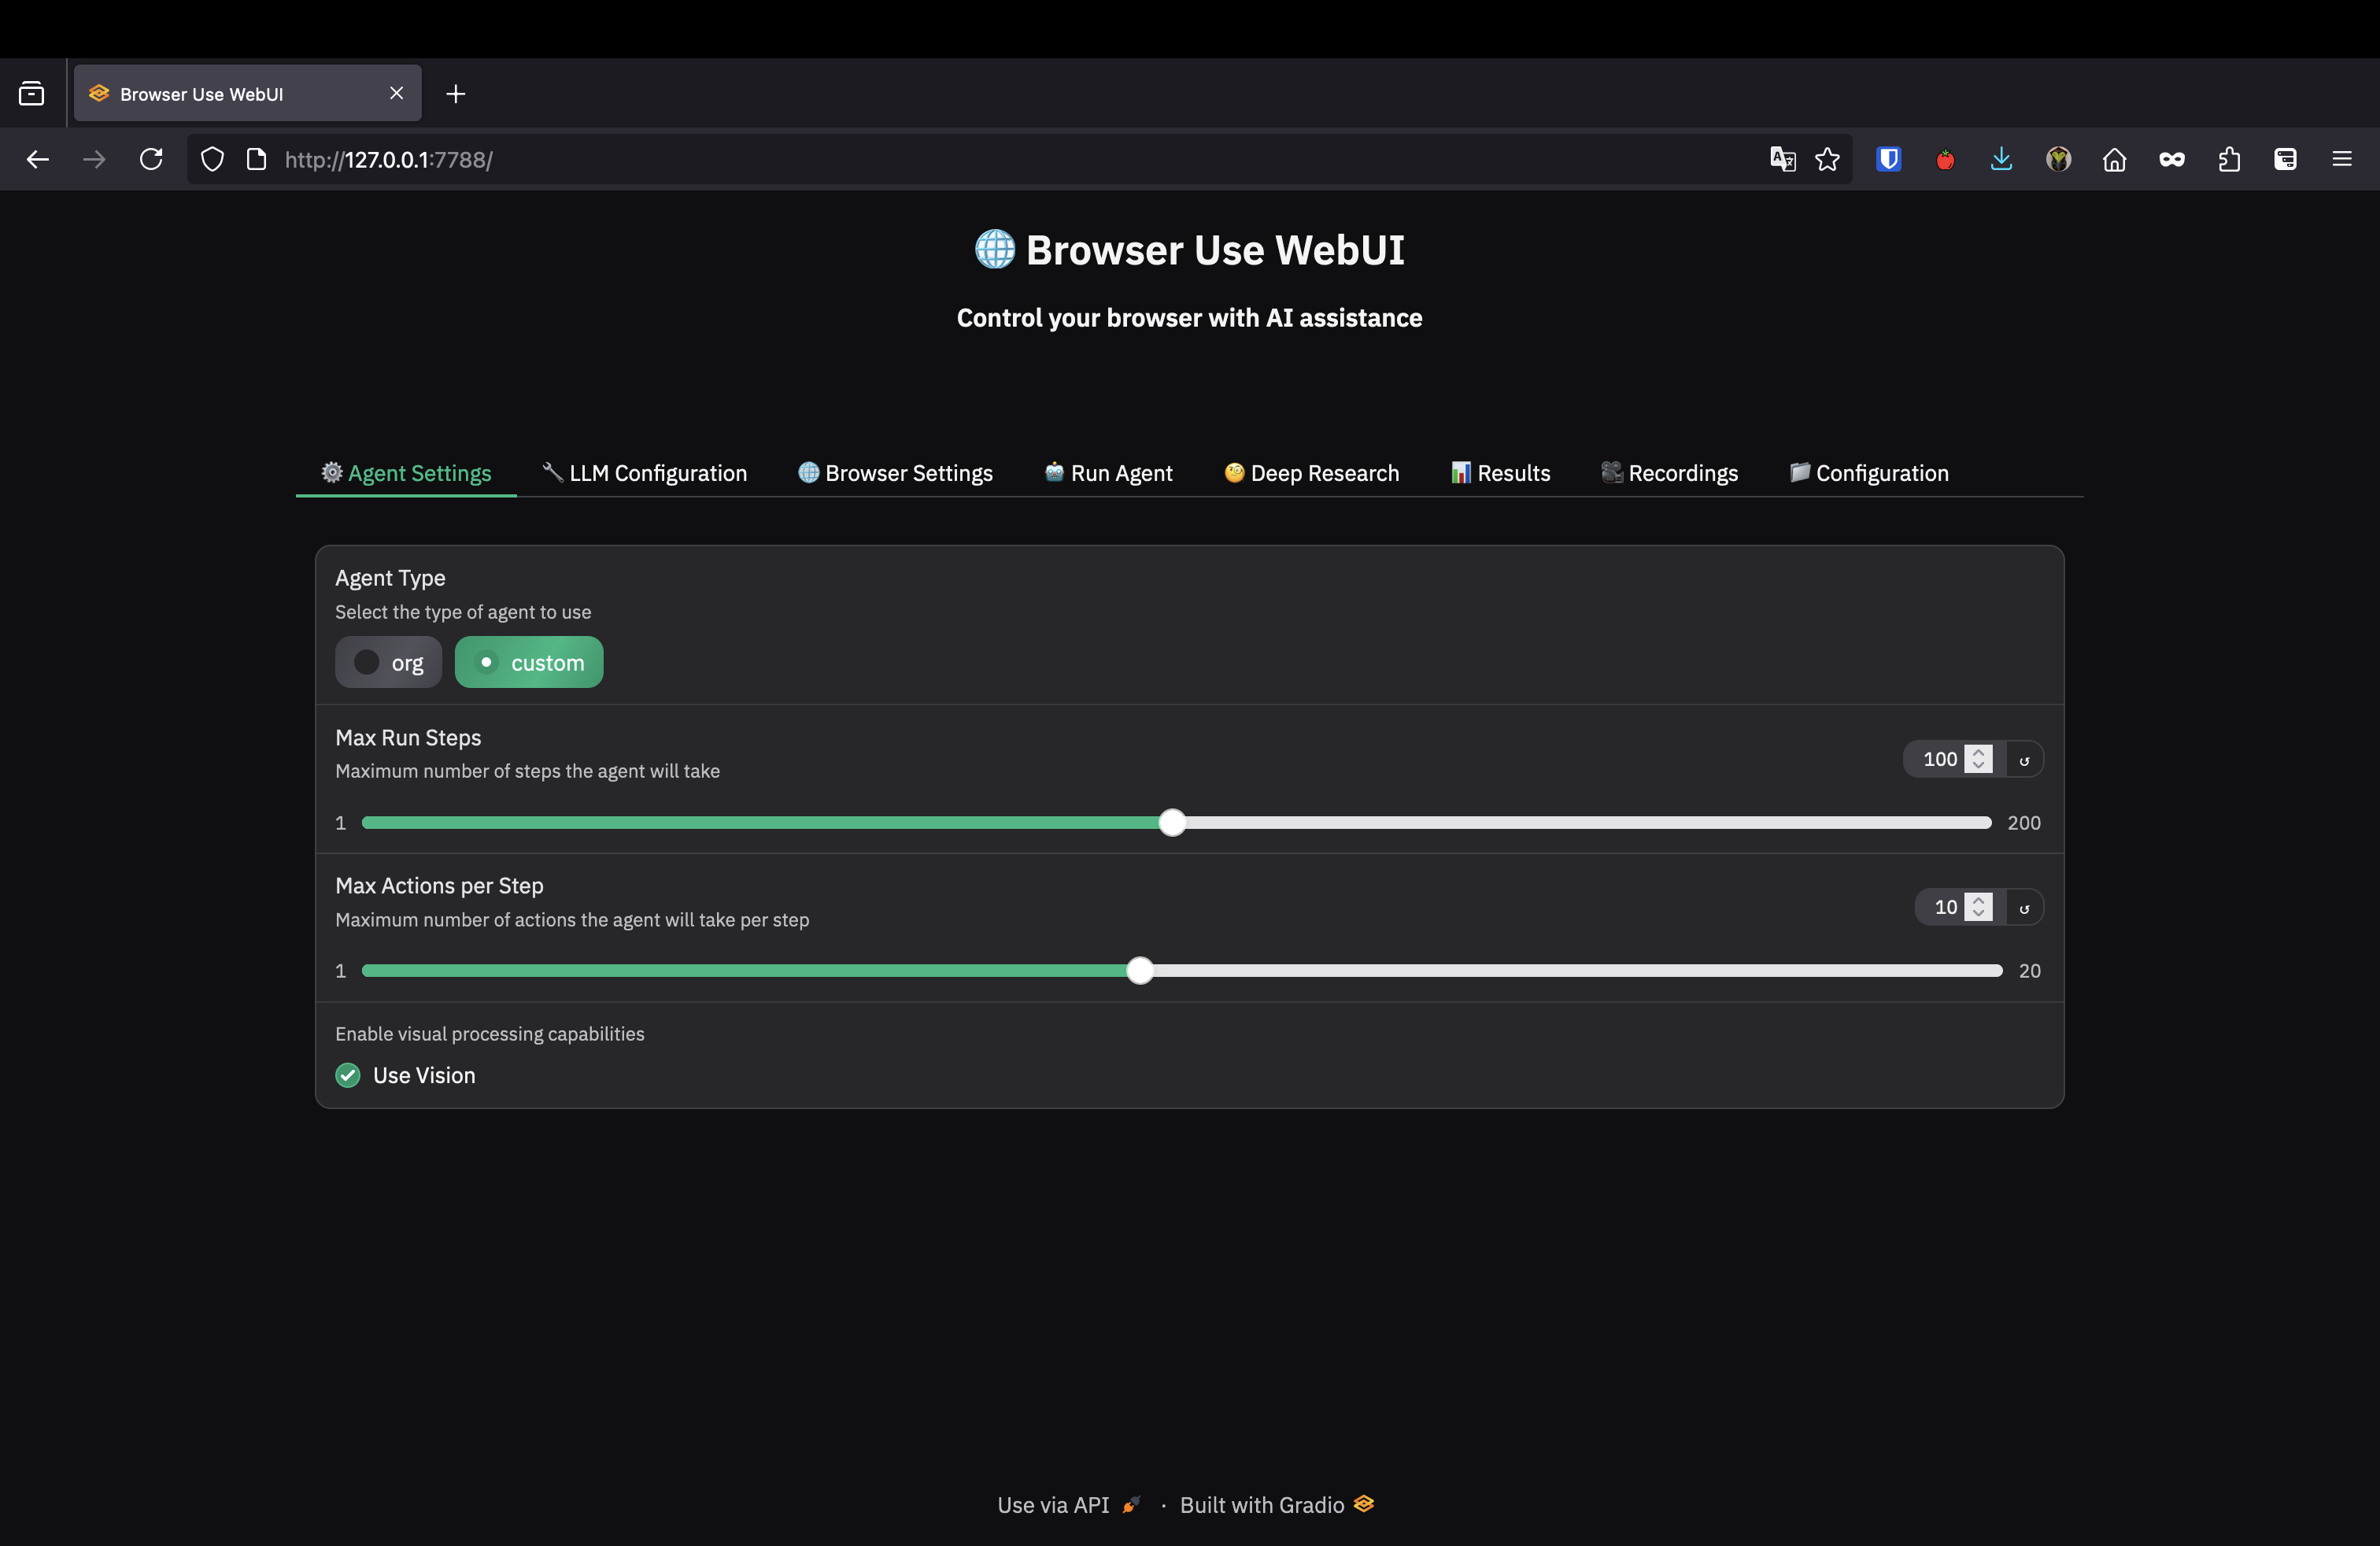 Browser Use WebUI
http://127.0.0.1:7788/
🌐 Browser Use WebUI
Control your browser with AI assistance
⚙️ Agent Settings
🔧 LLM Configuration
🌐 Browser Settings
🤖 Run Agent
🧐 Deep Research
📊 Results
🎥 Recordings
📁 Configuration
Agent Type
Select the type of agent to use
org
custom
Max Run Steps
100
↺
Maximum number of steps the agent will take
1
200
Max Actions per Step
10
↺
Maximum number of actions the agent will take per step
1
20
Enable visual processing capabilities
Use Vision
Use via API · Built with Gradio